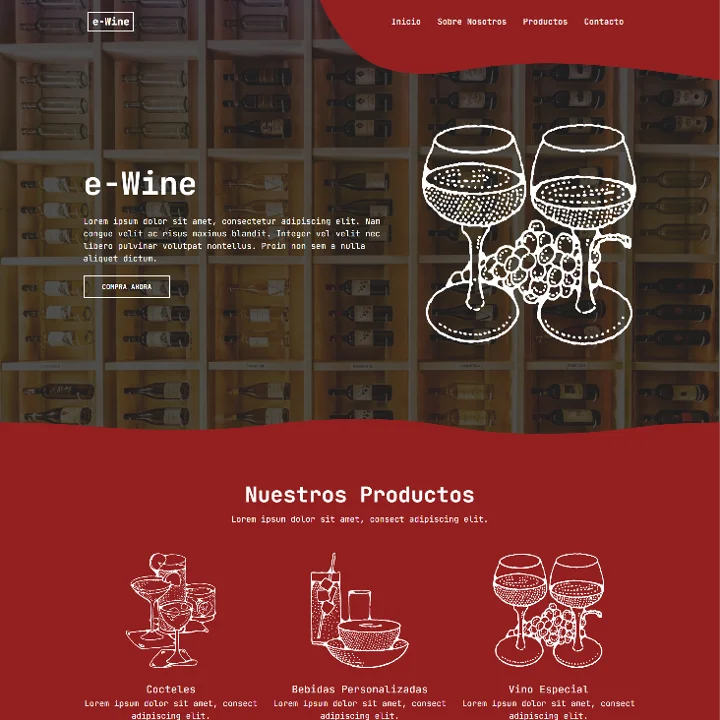 e-Wine
Inicio Sobre Nosotros Productos Contacto
e-Wine
Lorem ipsum dolor sit amet, consectetur adipiscing elit. Nam
congue velit ac risus maximus blandit. Integer vel velit nec
libero pulvinar volutpat nontellus. Proin non sem a nulla
aliquet dictum.
COMPRA AHORA
Nuestros Productos
Lorem ipsum dolor sit amet, consect adipiscing elit.
Cocteles
Lorem ipsum dolor sit amet, consect
adipiscing elit.
Bebidas Personalizadas
Lorem ipsum dolor sit amet, consect
adipiscing elit.
Vino Especial
Lorem ipsum dolor sit amet, consect
adipiscing elit.